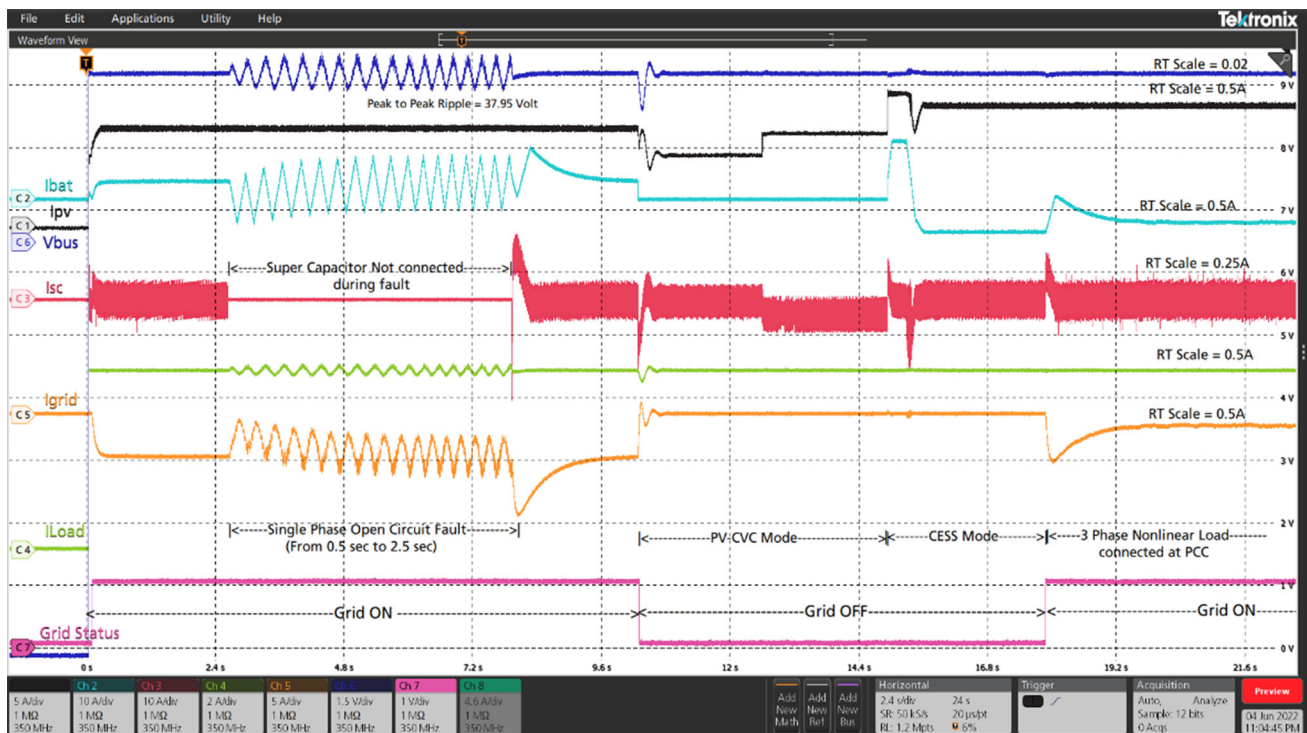 File Edit Applications Utility Help
Tektronix
Waveform View
T
T
RT Scale = 0.02
9 V
RT Scale = 0.5A
Peak to Peak Ripple = 37.95 Volt
8 V
Ibat
C 2
RT Scale = 0.5A
7 V
Ipv
C 1
C 6 Vbus
<------Super Capacitor Not connected------>
during fault
RT Scale = 0.25A
6 V
Isc
C 3
5 V
RT Scale = 0.5A
4 V
Igrid
C 5
RT Scale = 0.5A
3 V
<------Single Phase Open Circuit Fault------>
(From 0.5 sec to 2.5 sec)
2 V
ILoad
C 4
PV-CVC Mode
CESS Mode
3 Phase Nonlinear Load
connected at PCC
1 V
Grid ON
Grid OFF
Grid ON
Grid Status
C 7
0 V
0 s 2.4 s 4.8 s 7.2 s 9.6 s 12 s 14.4 s 16.8 s 19.2 s 21.6 s
Ch 2 Ch 3 Ch 4 Ch 5 Ch 6 Ch 7 Ch 8
5 A/div 10 A/div 10 A/div 2 A/div 5 A/div 1.5 V/div 1 V/div 4.6 A/div
1 MΩ 1 MΩ 1 MΩ 1 MΩ 1 MΩ 1 MΩ 1 MΩ 1 MΩ
350 MHz 350 MHz 350 MHz 350 MHz 350 MHz 350 MHz 350 MHz 350 MHz
Add New Math
Add New Ref
Add New Bus
Horizontal
2.4 s/div 24 s
SR: 50 kS/s 20 µs/pt
RL: 1.2 Mpts 6%
Trigger
Acquisition
Auto, Analyze
Sample: 12 bits
0 Acqs
Preview
04 Jun 2022
11:04:45 PM